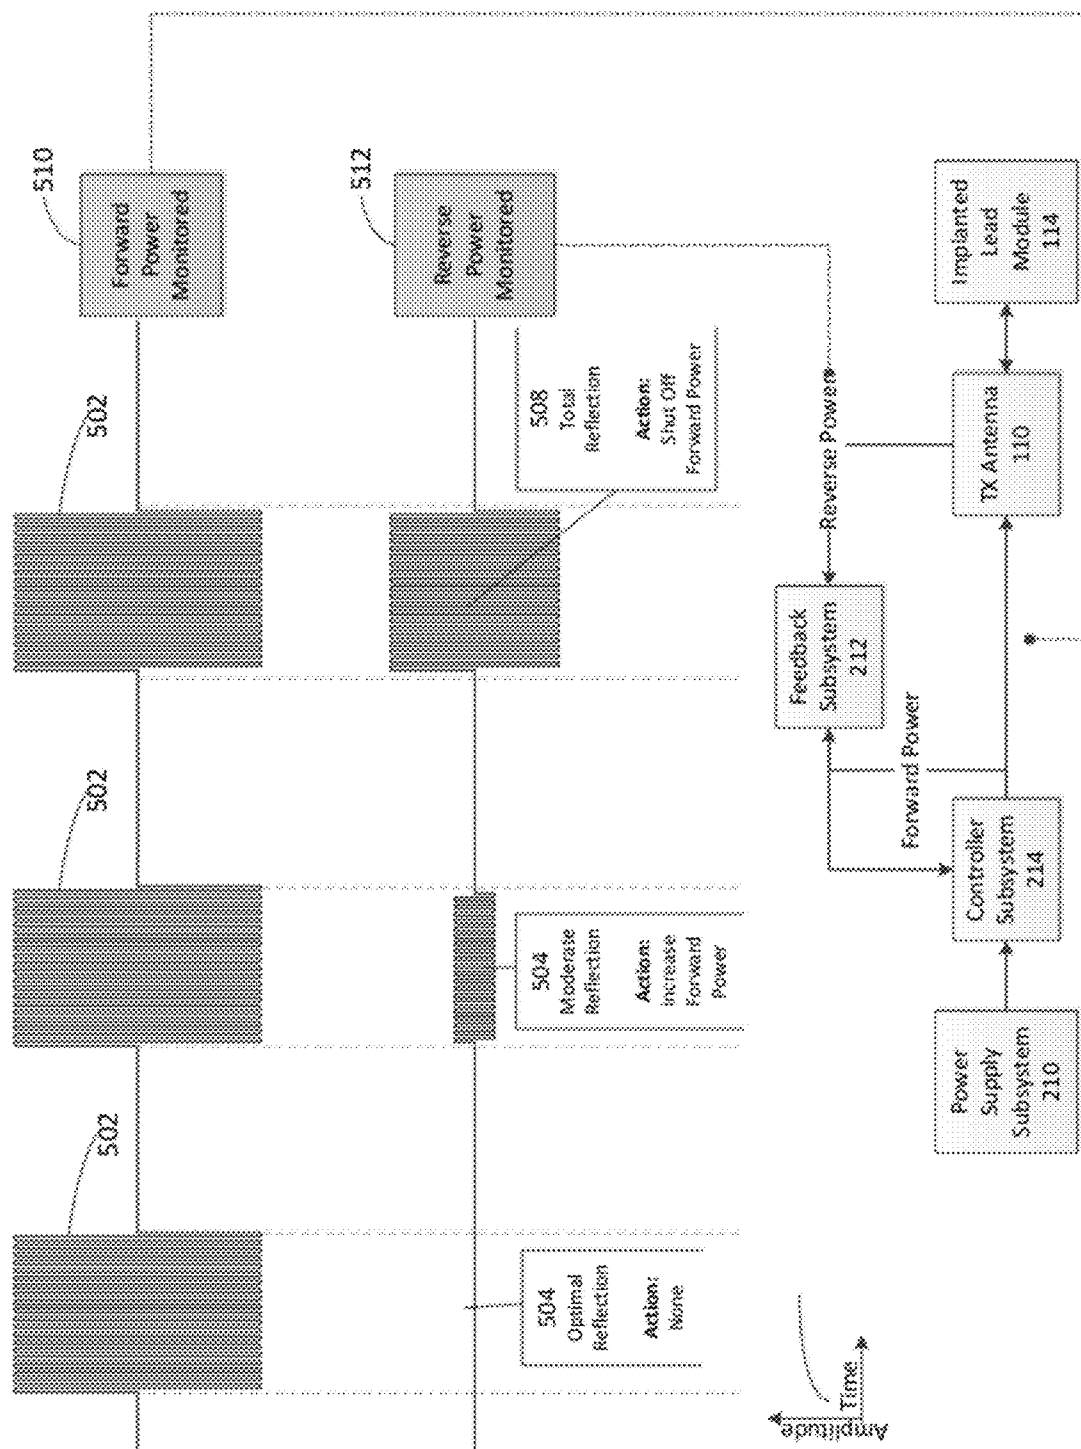 502
502
502
510
Forward
Power
Monitored
512
Reverse
Power
Monitored
504
Optimal
Reflection
Action:
None
504
Moderate
Reflection
Action:
Increase
Forward
Power
508
Total
Reflection
Action:
Shut Off
Forward Power
Amplitude
Time
Feedback
Subsystem
212
Reverse Power
Forward Power
Power
Supply
Subsystem
210
Controller
Subsystem
214
TX Antenna
110
Implanted
Lead
Module
114